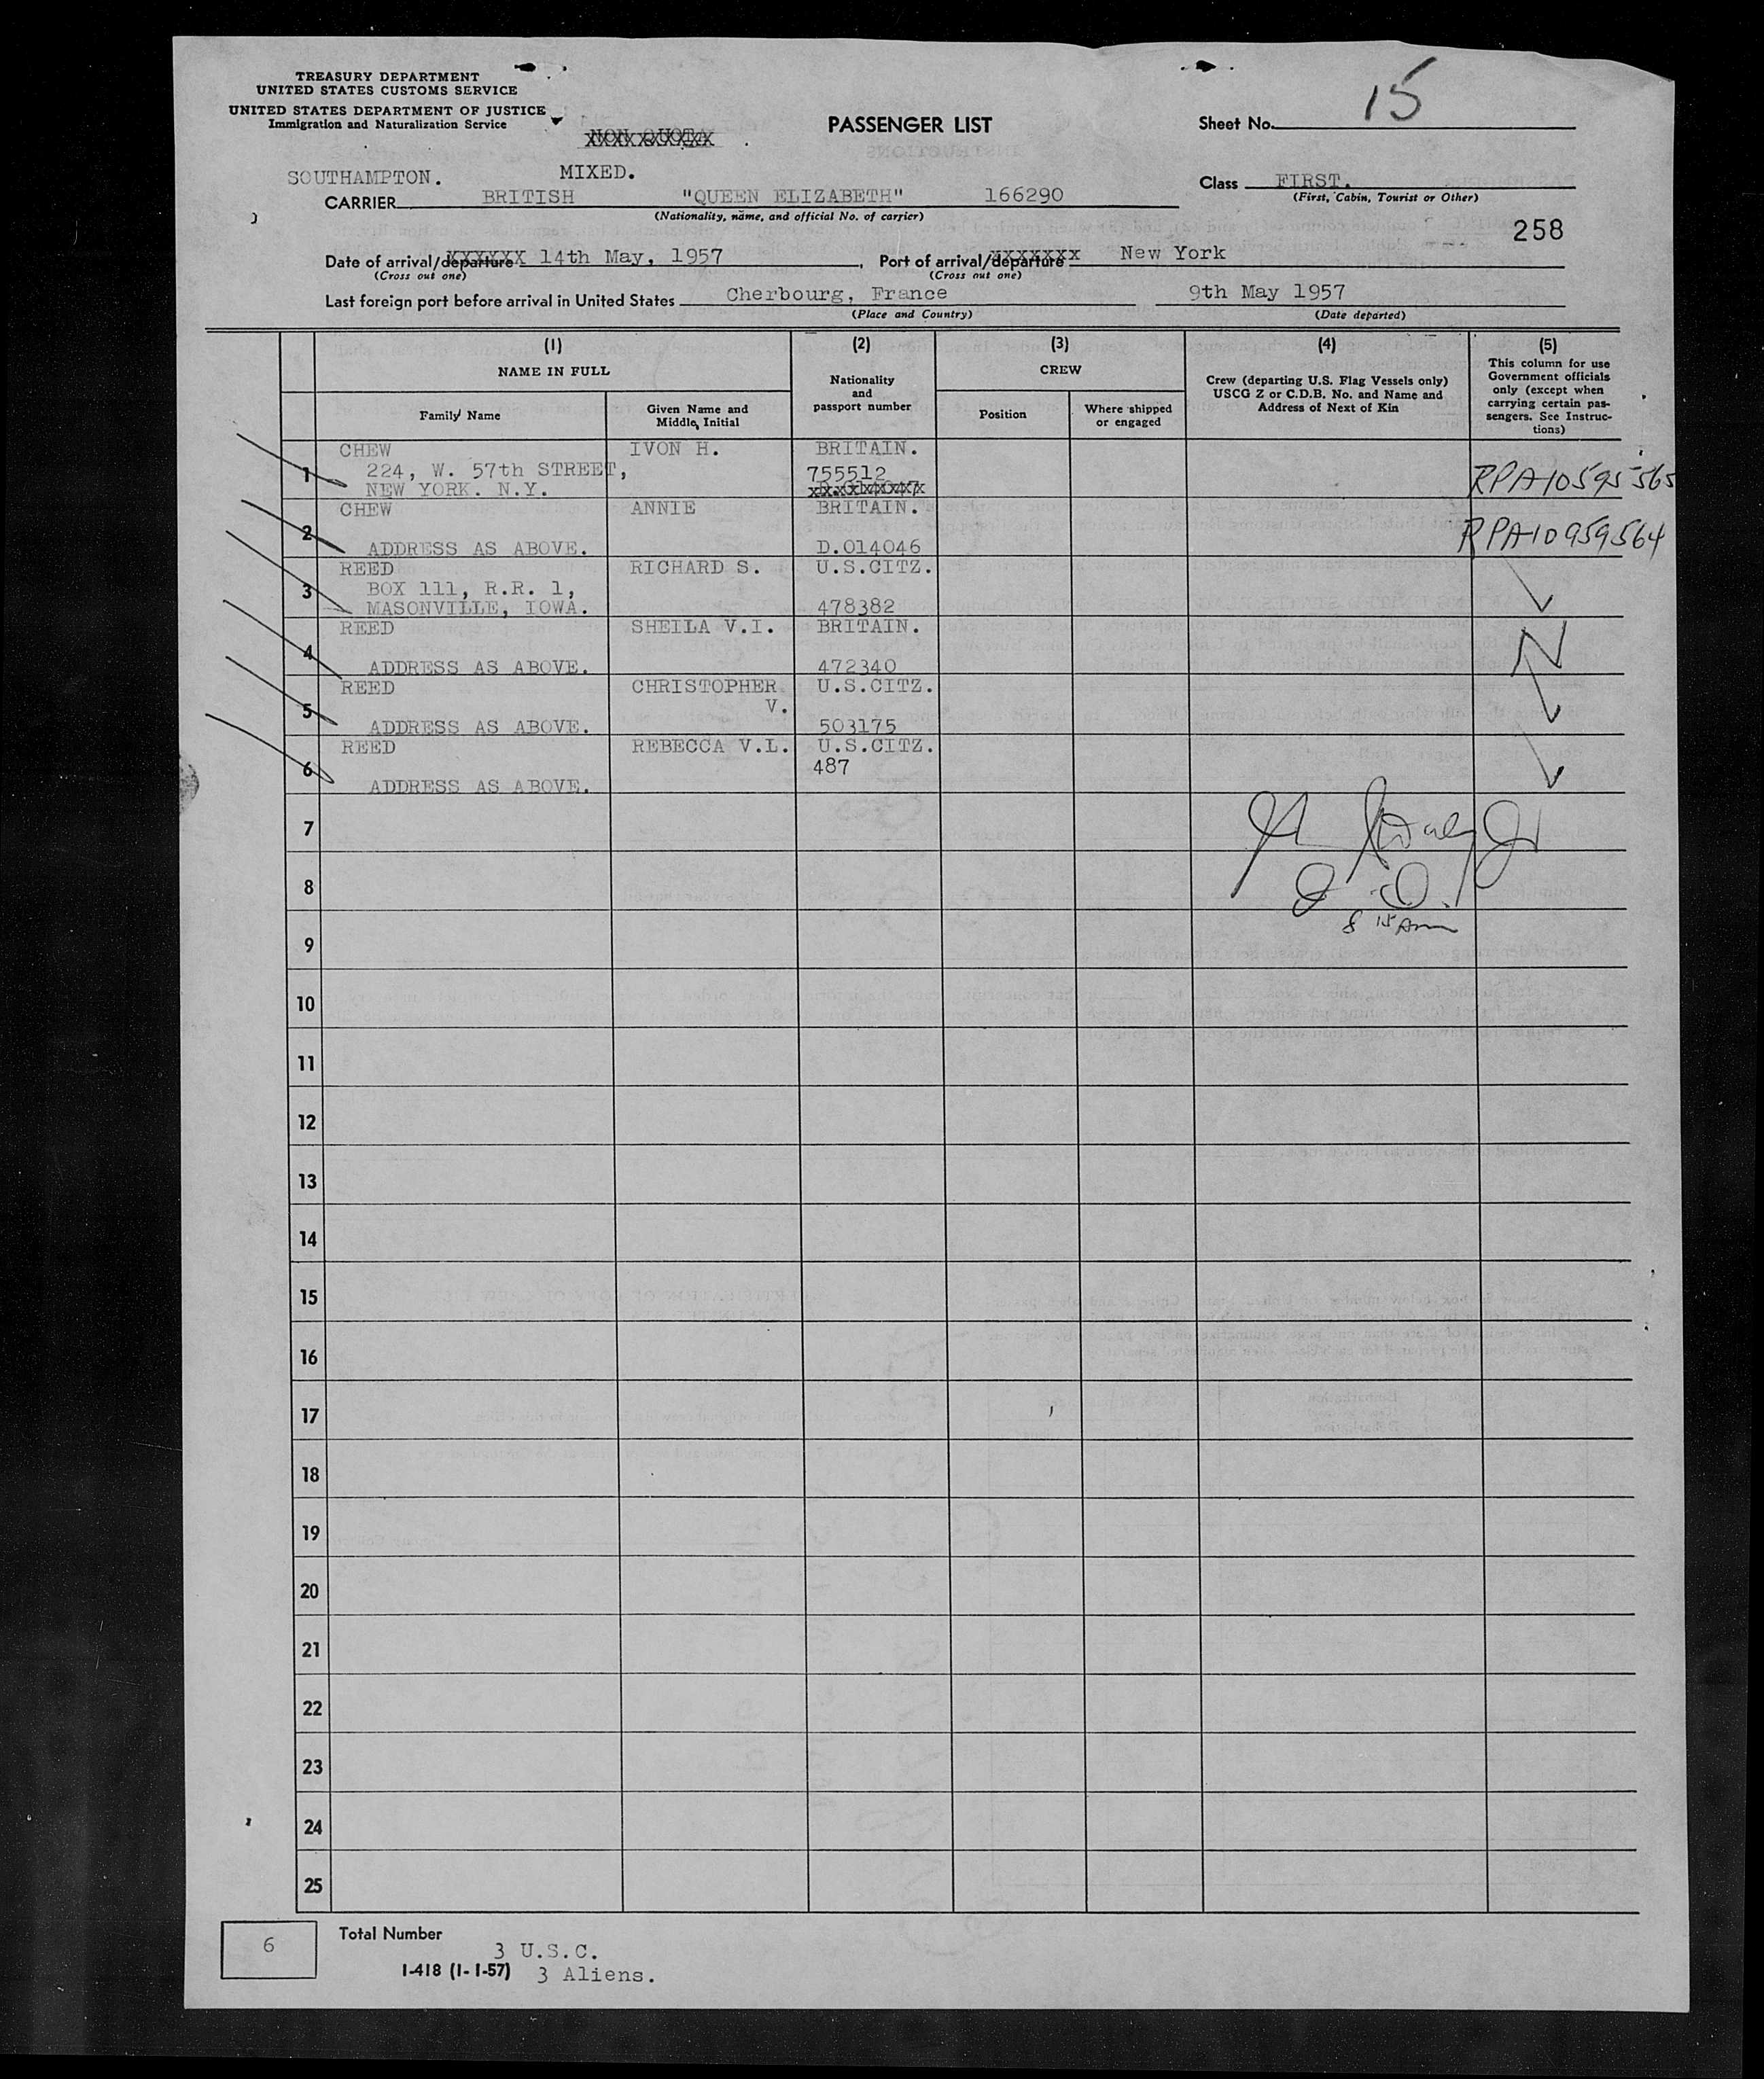 TREASURY DEPARTMENT
UNITED STATES CUSTOMS SERVICE
UNITED STATES DEPARTMENT OF JUSTICE
Immigration and Naturalization Service
PASSENGER LIST
Sheet No. 15
SOUTHAMPTON. MIXED.
Class FIRST.
(First, Cabin, Tourist or Other)
CARRIER BRITISH "QUEEN ELIZABETH" 166290
(Nationality, name, and official No. of carrier)
258
Date of arrival/departure 14th May, 1957, Port of arrival/departure New York
(Cross out one) (Cross out one)
Last foreign port before arrival in United States Cherbourg, France 9th May 1957
(Place and Country) (Date departed)
(1) (2) (3) (4) (5)
NAME IN FULL
Family Name
Given Name and Middle Initial
Nationality and passport number
CREW
Position
Where shipped or engaged
Crew (departing U.S. Flag Vessels only)
USCG Z or C.D.B. No. and Name and
Address of Next of Kin
This column for use
Government officials
only (except when
carrying certain pas-
sengers. See Instruc-
tions)
CHEW IVON H. BRITAIN.
1 224, W. 57th STREET, 755512 RPA10595565
NEW YORK. N.Y.
CHEW ANNIE BRITAIN.
2 RPA10959564
ADDRESS AS ABOVE. D.014046
REED RICHARD S. U.S.CITZ.
3 BOX 111, R.R. 1,
MASONVILLE, IOWA. 478382
REED SHEILA V.I. BRITAIN.
4 N
ADDRESS AS ABOVE. 472340
REED CHRISTOPHER U.S.CITZ.
5 V.
ADDRESS AS ABOVE. 503175
REED REBECCA V.L. U.S.CITZ.
6 487
ADDRESS AS ABOVE.
7
8
8 15 Am
9
10
11
12
13
14
15
16
17
18
19
20
21
22
23
24
25
6 Total Number
3 U.S.C.
I-418 (1-1-57) 3 Aliens.